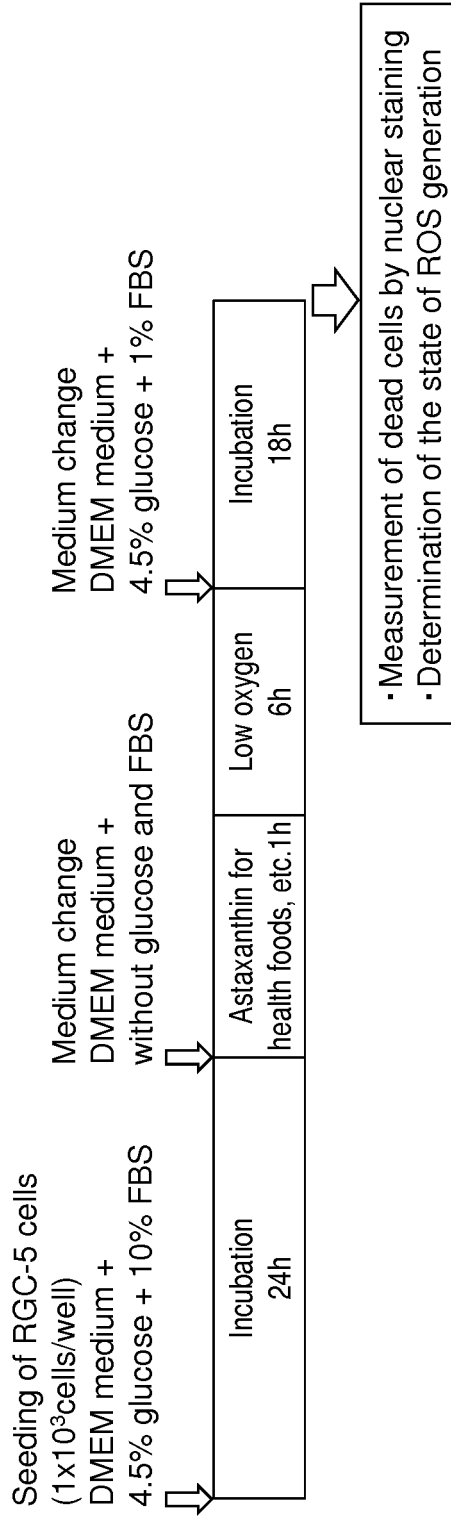 Seeding of RGC-5 cells
(1x10³cells/well)
DMEM medium +
4.5% glucose + 10% FBS
Medium change
DMEM medium +
without glucose and FBS
Medium change
DMEM medium +
4.5% glucose + 1% FBS
Incubation
24h
Astaxanthin for
health foods, etc.1h
Low oxygen
6h
Incubation
18h
・Measurement of dead cells by nuclear staining
・Determination of the state of ROS generation